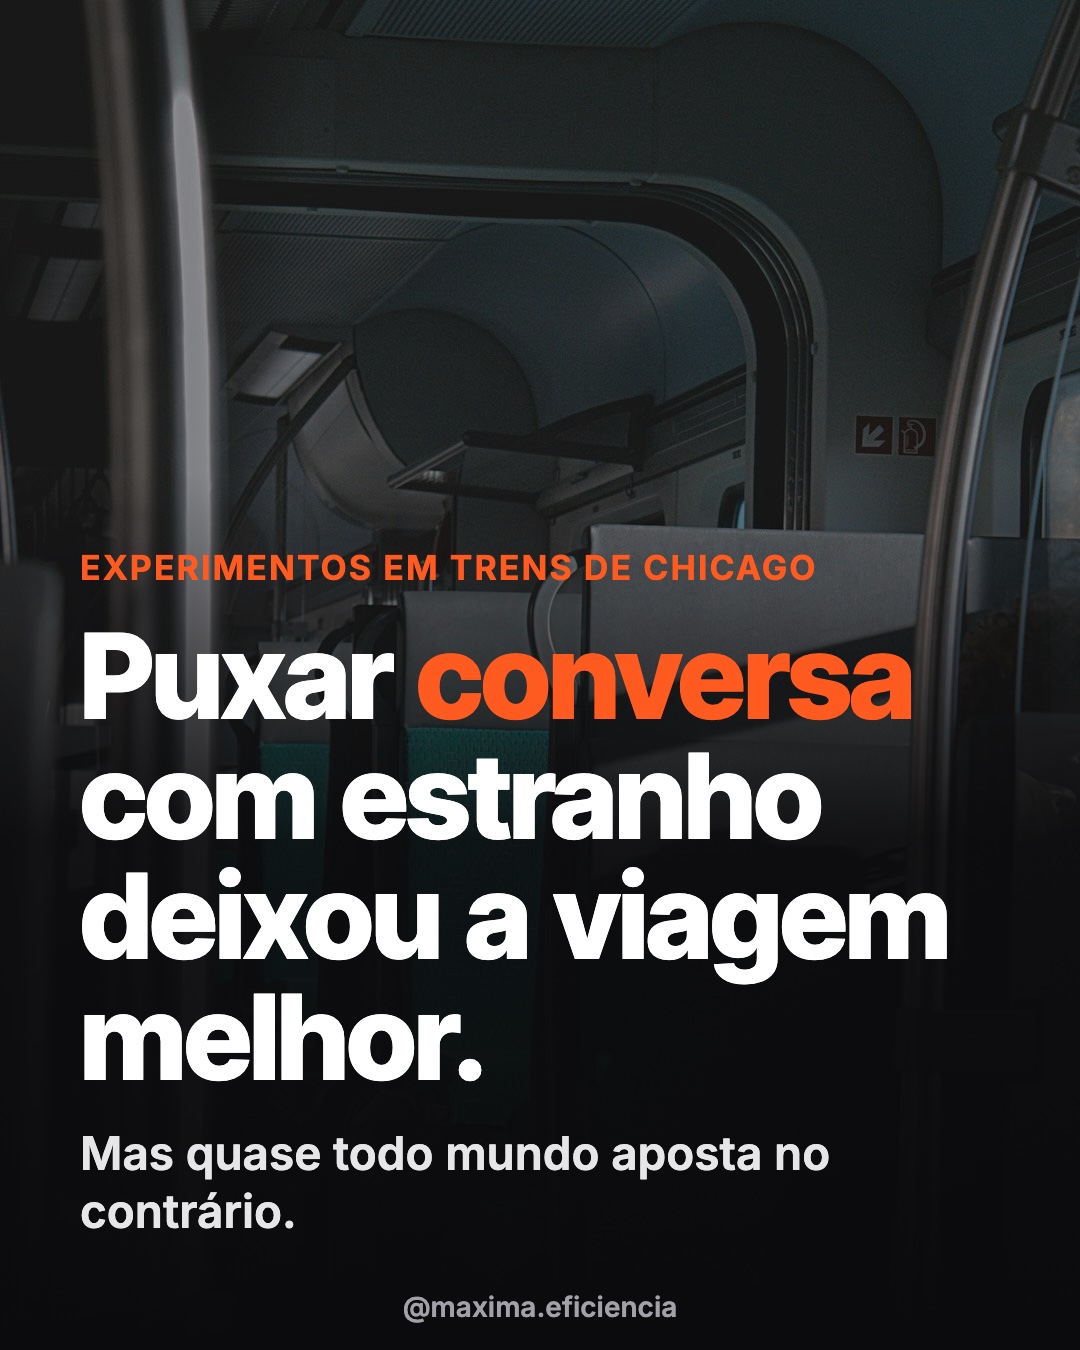 EXPERIMENTOS EM TRENS DE CHICAGO
Puxar conversa
com estranho
deixou a viagem
melhor.
Mas quase todo mundo aposta no
contrário.
@maxima.eficiencia